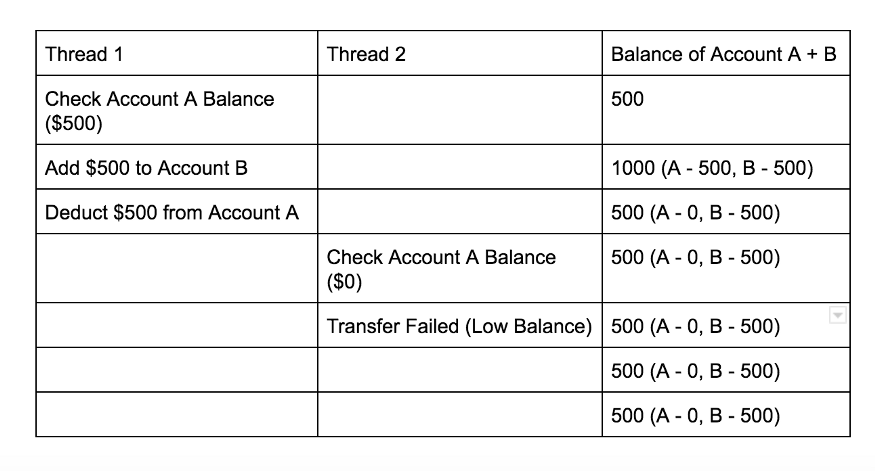 Thread 1
Thread 2
Balance of Account A + B
Check Account A Balance
($500)
500
Add $500 to Account B
1000 (A - 500, B - 500)
Deduct $500 from Account A
500 (A - 0, B - 500)
Check Account A Balance
($0)
500 (A - 0, B - 500)
Transfer Failed (Low Balance)
500 (A - 0, B - 500)
500 (A - 0, B - 500)
500 (A - 0, B - 500)